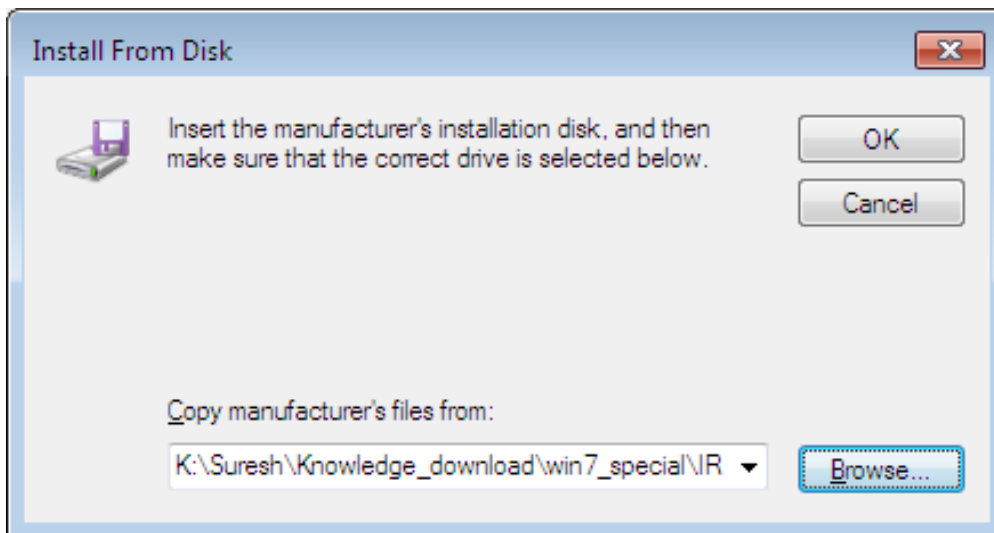 Install From Disk
Insert the manufacturer's installation disk, and then
make sure that the correct drive is selected below.
OK
Cancel
Copy manufacturer's files from:
K:\Suresh\Knowledge_download\win7_special\IR
Browse...